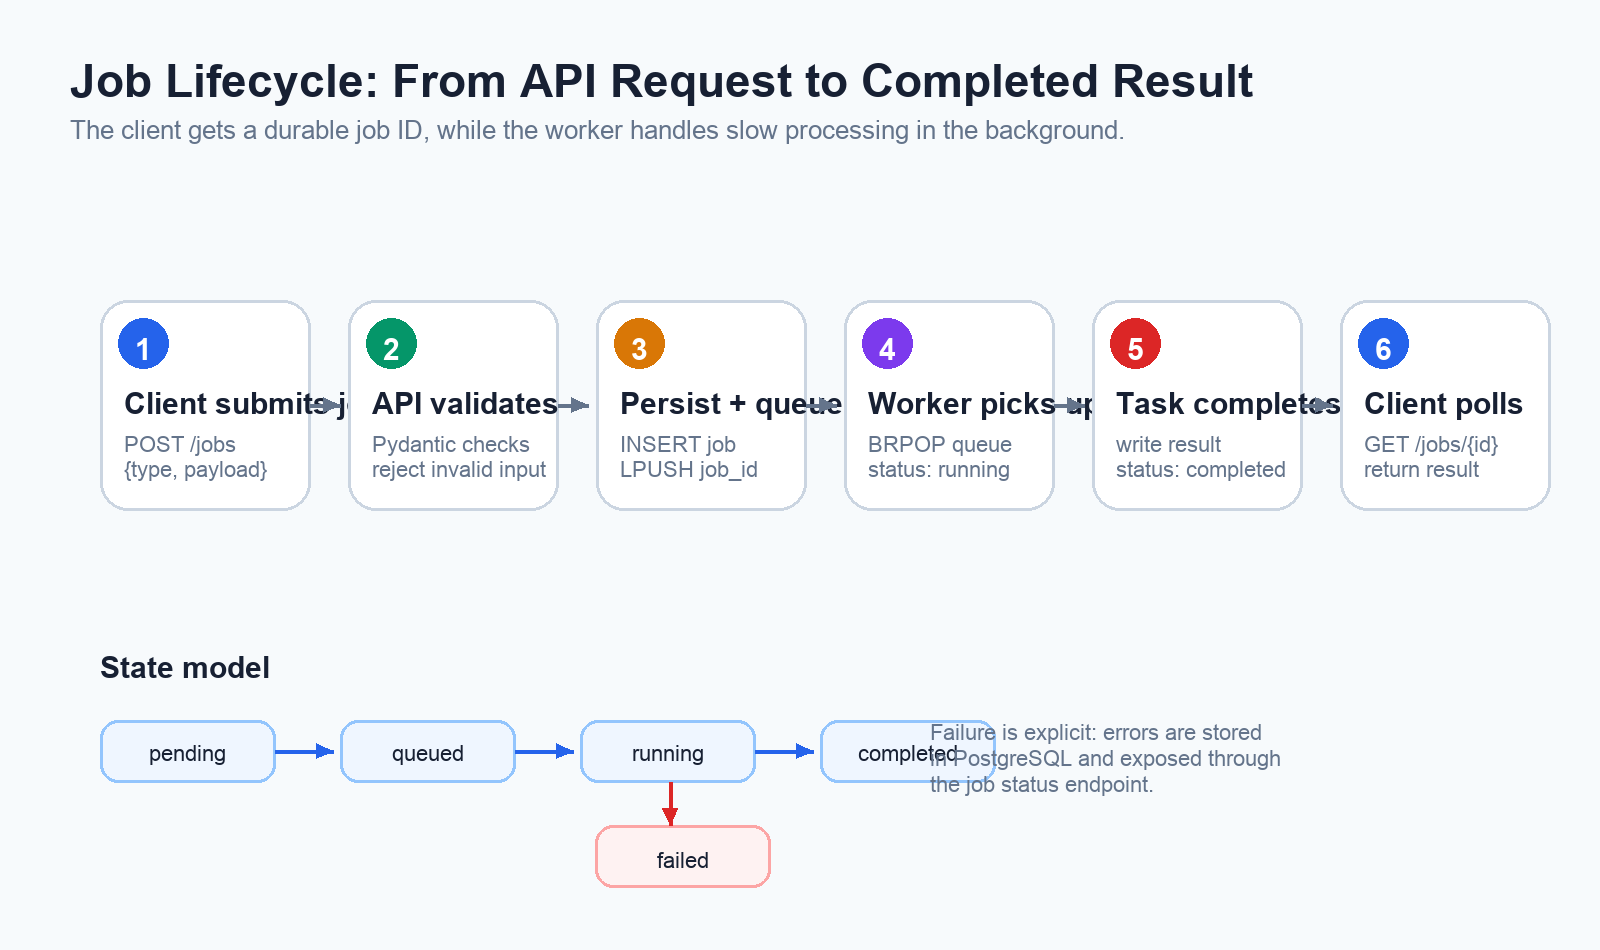 Job Lifecycle: From API Request to Completed Result
The client gets a durable job ID, while the worker handles slow processing in the background.
1
Client submits
POST /jobs
{type, payload}
2
API validates
Pydantic checks
reject invalid input
3
Persist + queue
INSERT job
LPUSH job_id
4
Worker picks up
BRPOP queue
status: running
5
Task completes
write result
status: completed
6
Client polls
GET /jobs/{id}
return result
State model
pending
queued
running
completed
failed
Failure is explicit: errors are stored
in PostgreSQL and exposed through
the job status endpoint.